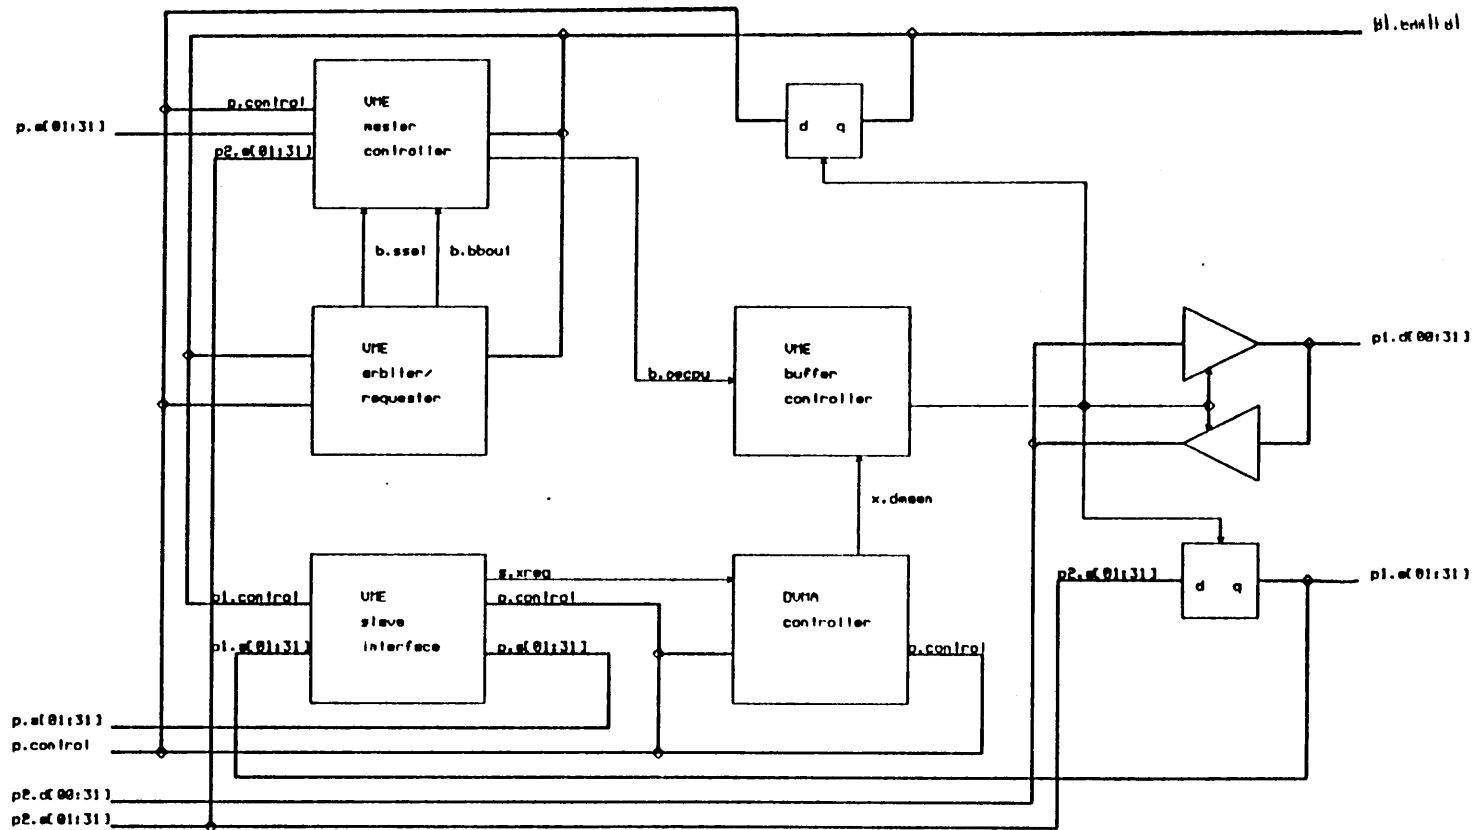 p1.control
p.control
VME
master
controller
p.a[01:31]
p2.a[01:31]
d q
b.ssel
b.bbout
VME
arbiter/
requester
VME
buffer
controller
b.oecpu
p1.d[00:31]
x.dmaen
s.xreq
p2.a[01:31]
d q
p1.a[01:31]
p1.control
VME
slave
interface
p.control
DVMA
controller
p1.a[01:31]
p.a[01:31]
p.control
p.a[01:31]
p.control
p2.d[00:31]
p2.a[01:31]